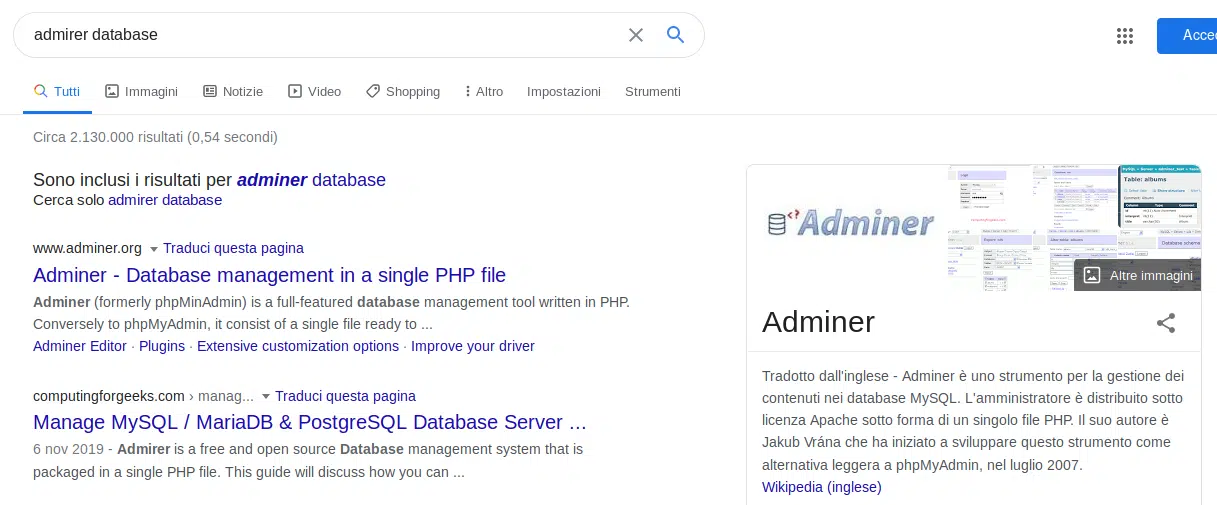 admirer database
Acced
Tutti Immagini Notizie Video Shopping Altro Impostazioni Strumenti
Circa 2.130.000 risultati (0,54 secondi)
Sono inclusi i risultati per adminer database
Cerca solo admirer database
www.adminer.org Traduci questa pagina
Adminer - Database management in a single PHP file
Adminer (formerly phpMinAdmin) is a full-featured database management tool written in PHP.
Conversely to phpMyAdmin, it consist of a single file ready to ...
Adminer Editor · Plugins · Extensive customization options · Improve your driver
computingforgeeks.com › manag... Traduci questa pagina
Manage MySQL / MariaDB & PostgreSQL Database Server ...
6 nov 2019 - Admirer is a free and open source Database management system that is
packaged in a single PHP file. This guide will discuss how you can ...
Adminer
Table: albums
Altre immagini
Adminer
Tradotto dall'inglese - Adminer è uno strumento per la gestione dei
contenuti nei database MySQL. L'amministratore è distribuito sotto
licenza Apache sotto forma di un singolo file PHP. Il suo autore è
Jakub Vrána che ha iniziato a sviluppare questo strumento come
alternativa leggera a phpMyAdmin, nel luglio 2007.
Wikipedia (inglese)